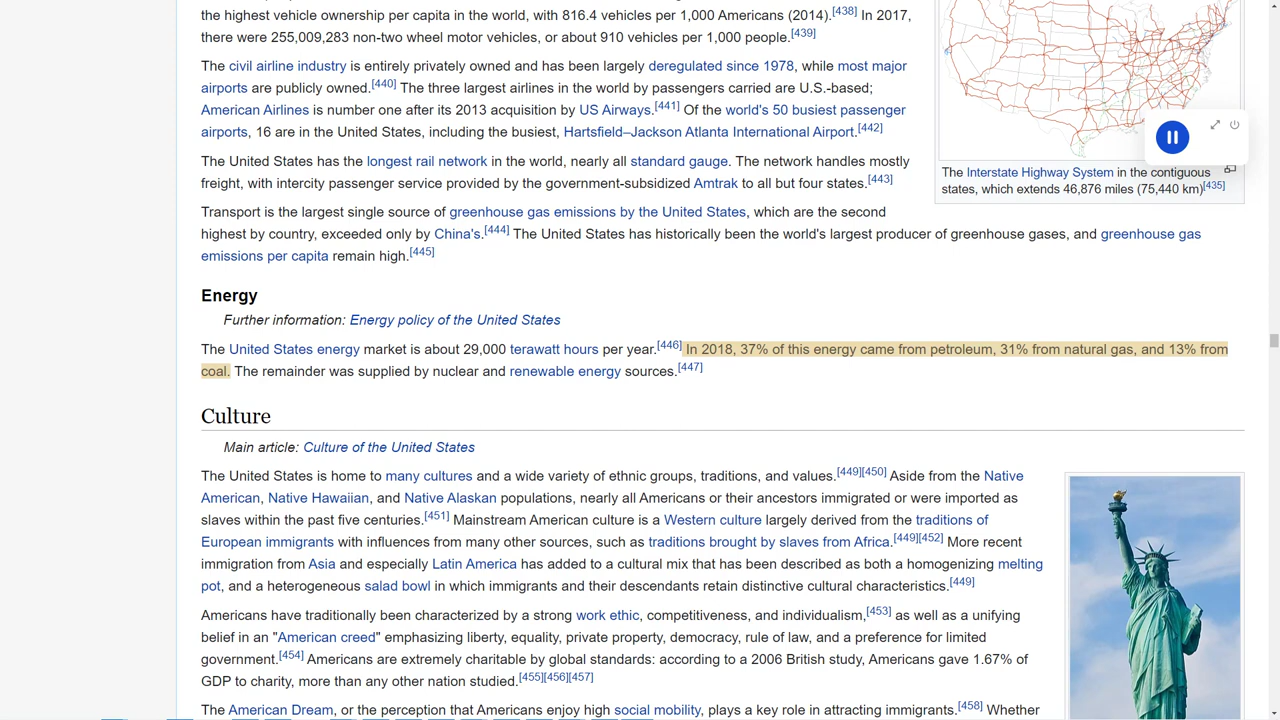 the highest vehicle ownership per capita in the world, with 816.4 vehicles per 1,000 Americans (2014).[438] In 2017,
there were 255,009,283 non-two wheel motor vehicles, or about 910 vehicles per 1,000 people.[439]
The civil airline industry is entirely privately owned and has been largely deregulated since 1978, while most major
airports are publicly owned.[440] The three largest airlines in the world by passengers carried are U.S.-based;
American Airlines is number one after its 2013 acquisition by US Airways.[441] Of the world's 50 busiest passenger
airports, 16 are in the United States, including the busiest, Hartsfield–Jackson Atlanta International Airport.[442]
The United States has the longest rail network in the world, nearly all standard gauge. The network handles mostly
freight, with intercity passenger service provided by the government-subsidized Amtrak to all but four states.[443]
The Interstate Highway System in the contiguous
states, which extends 46,876 miles (75,440 km)[435]
Transport is the largest single source of greenhouse gas emissions by the United States, which are the second
highest by country, exceeded only by China's.[444] The United States has historically been the world's largest producer of greenhouse gases, and greenhouse gas
emissions per capita remain high.[445]
Energy
Further information: Energy policy of the United States
The United States energy market is about 29,000 terawatt hours per year.[446] In 2018, 37% of this energy came from petroleum, 31% from natural gas, and 13% from
coal. The remainder was supplied by nuclear and renewable energy sources.[447]
Culture
Main article: Culture of the United States
The United States is home to many cultures and a wide variety of ethnic groups, traditions, and values.[449][450] Aside from the Native
American, Native Hawaiian, and Native Alaskan populations, nearly all Americans or their ancestors immigrated or were imported as
slaves within the past five centuries.[451] Mainstream American culture is a Western culture largely derived from the traditions of
European immigrants with influences from many other sources, such as traditions brought by slaves from Africa.[449][452] More recent
immigration from Asia and especially Latin America has added to a cultural mix that has been described as both a homogenizing melting
pot, and a heterogeneous salad bowl in which immigrants and their descendants retain distinctive cultural characteristics.[449]
Americans have traditionally been characterized by a strong work ethic, competitiveness, and individualism,[453] as well as a unifying
belief in an "American creed" emphasizing liberty, equality, private property, democracy, rule of law, and a preference for limited
government.[454] Americans are extremely charitable by global standards: according to a 2006 British study, Americans gave 1.67% of
GDP to charity, more than any other nation studied.[455][456][457]
The American Dream, or the perception that Americans enjoy high social mobility, plays a key role in attracting immigrants.[458] Whether